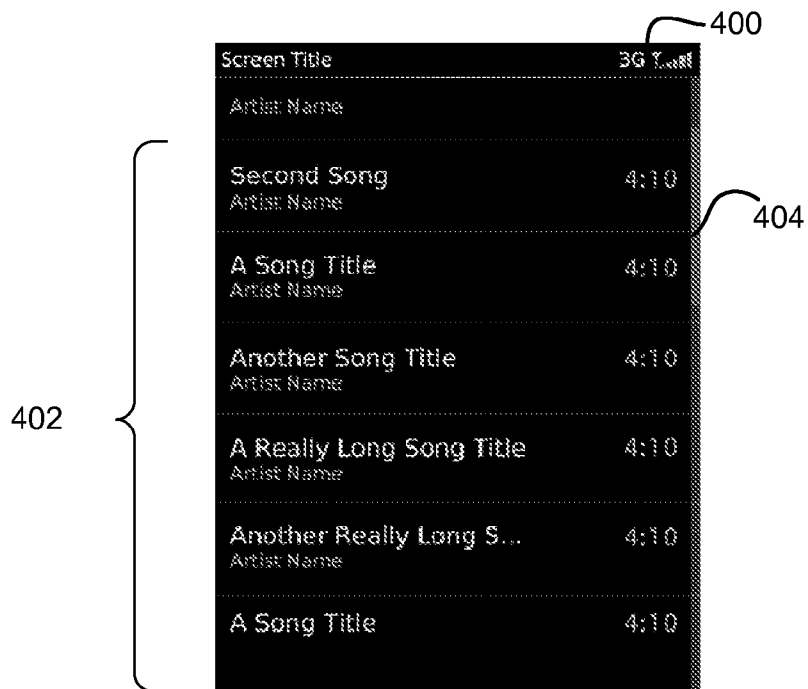 400
Screen Title 3G
Artist Name
Second Song 4:10
Artist Name
404
A Song Title 4:10
Artist Name
Another Song Title 4:10
Artist Name
402
A Really Long Song Title 4:10
Artist Name
Another Really Long S... 4:10
Artist Name
A Song Title 4:10